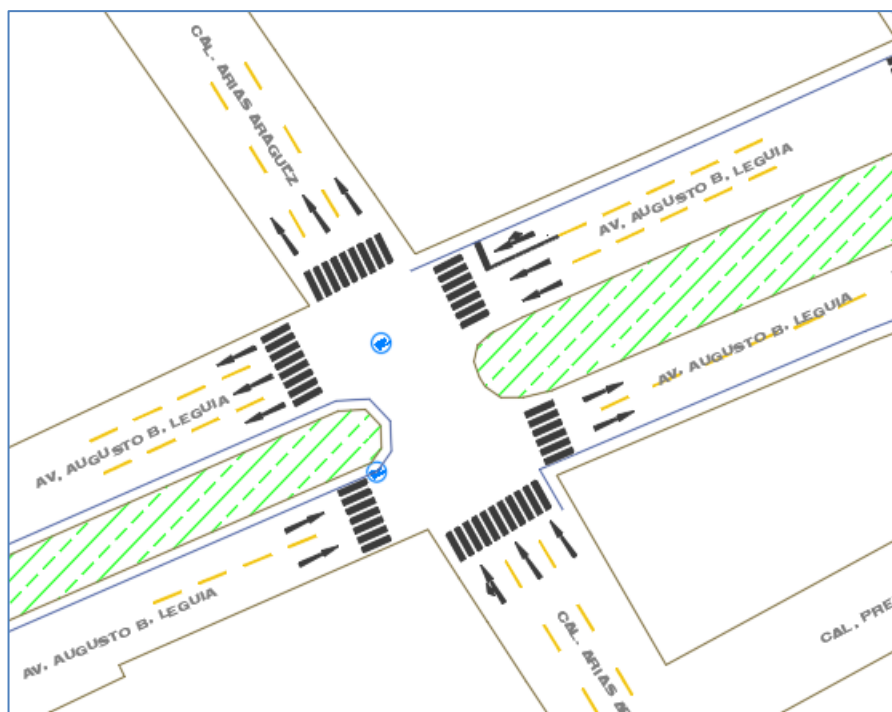 CAL. ARIAS ARAGUEZ
AV. AUGUSTO B. LEGUIA
AV. AUGUSTO B. LEGUIA
AV. AUGUSTO B. LEGUIA
AV. AUGUSTO B. LEGUIA
CAL. ARIAS AR
CAL. PRE